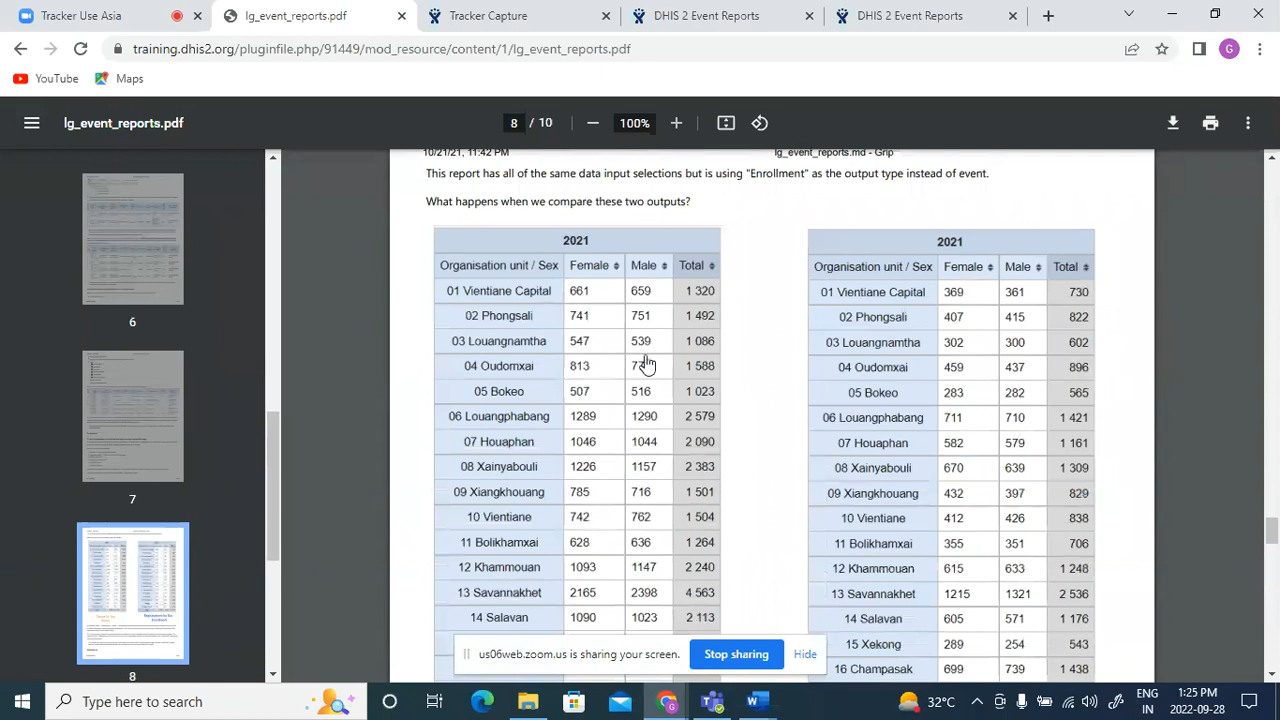 Tracker Use Asia
lg_event_reports.pdf
Tracker Capture
DHIS 2 Event Reports
DHIS 2 Event Reports
training.dhis2.org/pluginfile.php/91449/mod_resource/content/1/lg_event_reports.pdf
G
YouTube
Maps
lg_event_reports.pdf
8 / 10
100%
6
7
8
10/21/21, 11:42 PM
lg_event_reports.md - Grip
This report has all of the same data input selections but is using "Enrollment" as the output type instead of event.
What happens when we compare these two outputs?
2021
Organisation unit / Sex Female Male Total
01 Vientiane Capital 661 659 1 320
02 Phongsali 741 751 1 492
03 Louangnamtha 547 539 1 086
04 Oudomxai 813 1 588
05 Bokeo 507 516 1 023
06 Louangphabang 1289 1290 2 579
07 Houaphan 1046 1044 2 090
08 Xainyabouli 1226 1157 2 383
09 Xiangkhouang 785 716 1 501
10 Vientiane 742 762 1 504
11 Bolikhamxai 628 636 1 264
12 Khammouan 1093 1147 2 240
13 Savannakhet 2165 2398 4 563
14 Salavan 1090 1023 2 113
2021
Organisation unit / Sex Female Male Total
01 Vientiane Capital 369 361 730
02 Phongsali 407 415 822
03 Louangnamtha 302 300 602
04 Oudomxai 459 437 896
05 Bokeo 283 282 565
06 Louangphabang 711 710 1 421
07 Houaphan 582 579 1 161
08 Xainyabouli 670 639 1 309
09 Xiangkhouang 432 397 829
10 Vientiane 412 426 838
11 Bolikhamxai 355 351 706
12 Khammouan 615 633 1 248
13 Savannakhet 1215 1321 2 536
14 Salavan 605 571 1 176
15 Xekong 289 254 543
16 Champasak 699 739 1 438
us06web.zoom.us is sharing your screen.
Stop sharing
Hide
Type here to search
32°C
ENG
IN
1:25 PM
2022-09-28